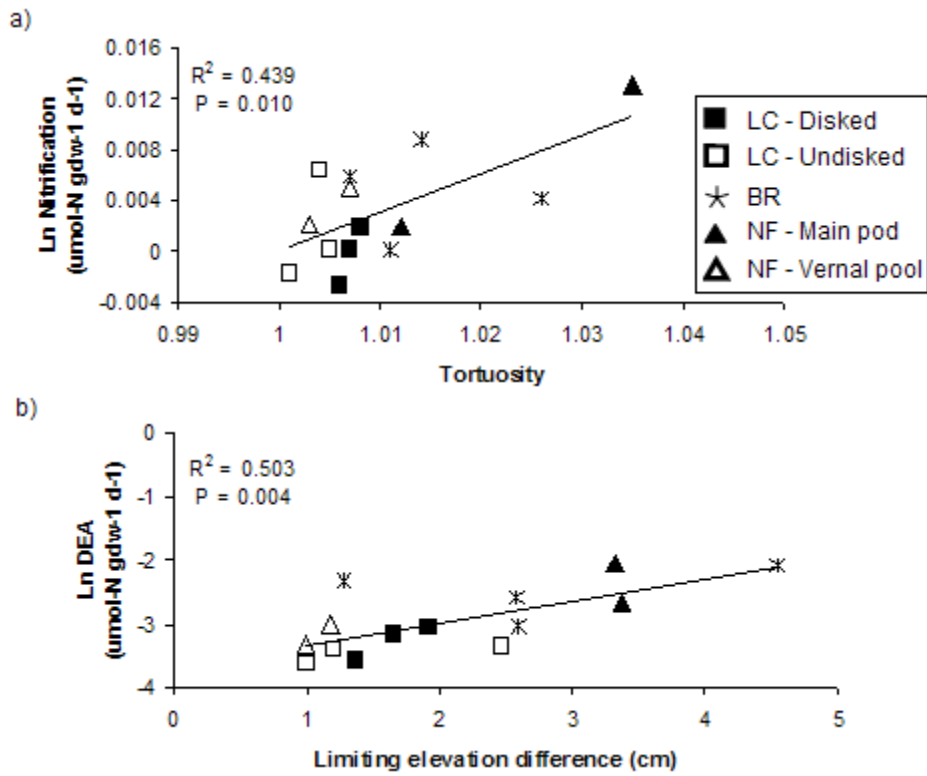 a)
0.016
0.012
0.008
0.004
0
-0.004
Ln Nitrification
(umol-N gdw-1 d-1)
R² = 0.439
P = 0.010
0.99
1
1.01
1.02
1.03
1.04
1.05
Tortuosity
LC - Disked
LC - Undisked
BR
NF - Main pod
NF - Vernal pool
b)
0
-1
-2
-3
-4
Ln DEA
(umol-N gdw-1 d-1)
R² = 0.503
P = 0.004
0
1
2
3
4
5
Limiting elevation difference (cm)